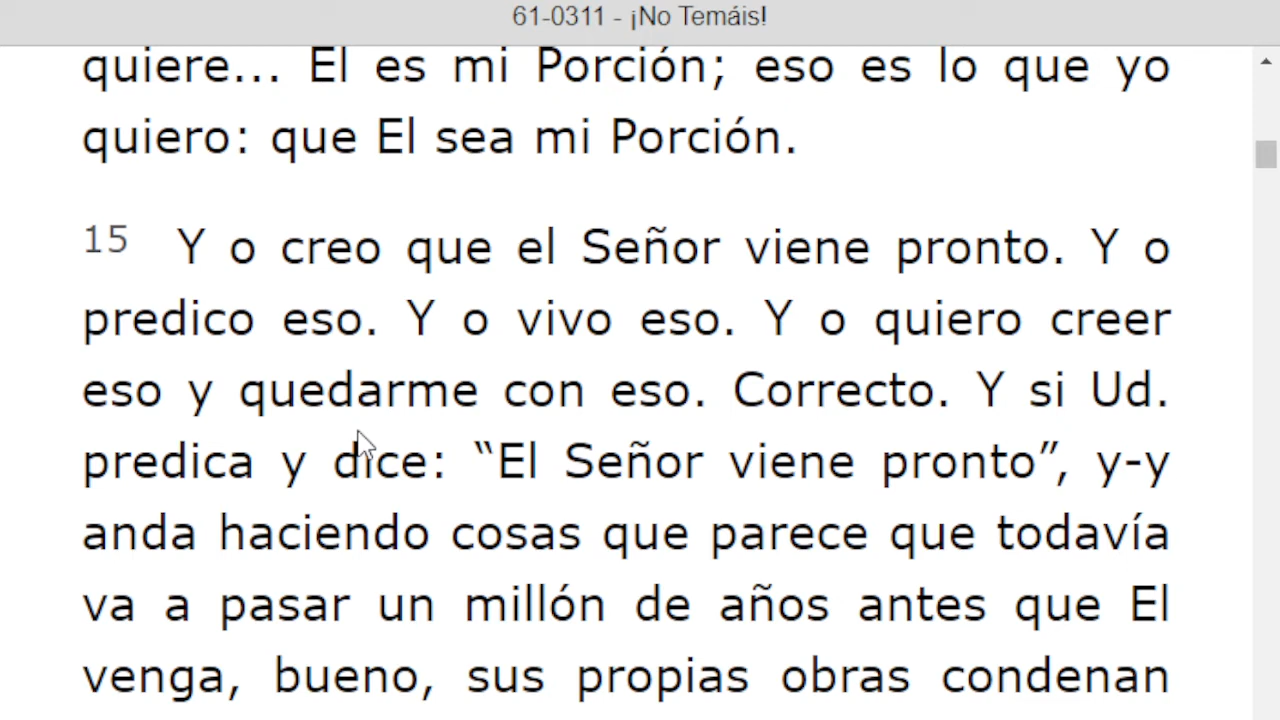 61-0311 - ¡No Temáis!
quiere... El es mi Porción; eso es lo que yo
quiero: que El sea mi Porción.
15 Y o creo que el Señor viene pronto. Y o
predico eso. Y o vivo eso. Y o quiero creer
eso y quedarme con eso. Correcto. Y si Ud.
predica y dice: “El Señor viene pronto”, y-y
anda haciendo cosas que parece que todavía
va a pasar un millón de años antes que El
venga, bueno, sus propias obras condenan